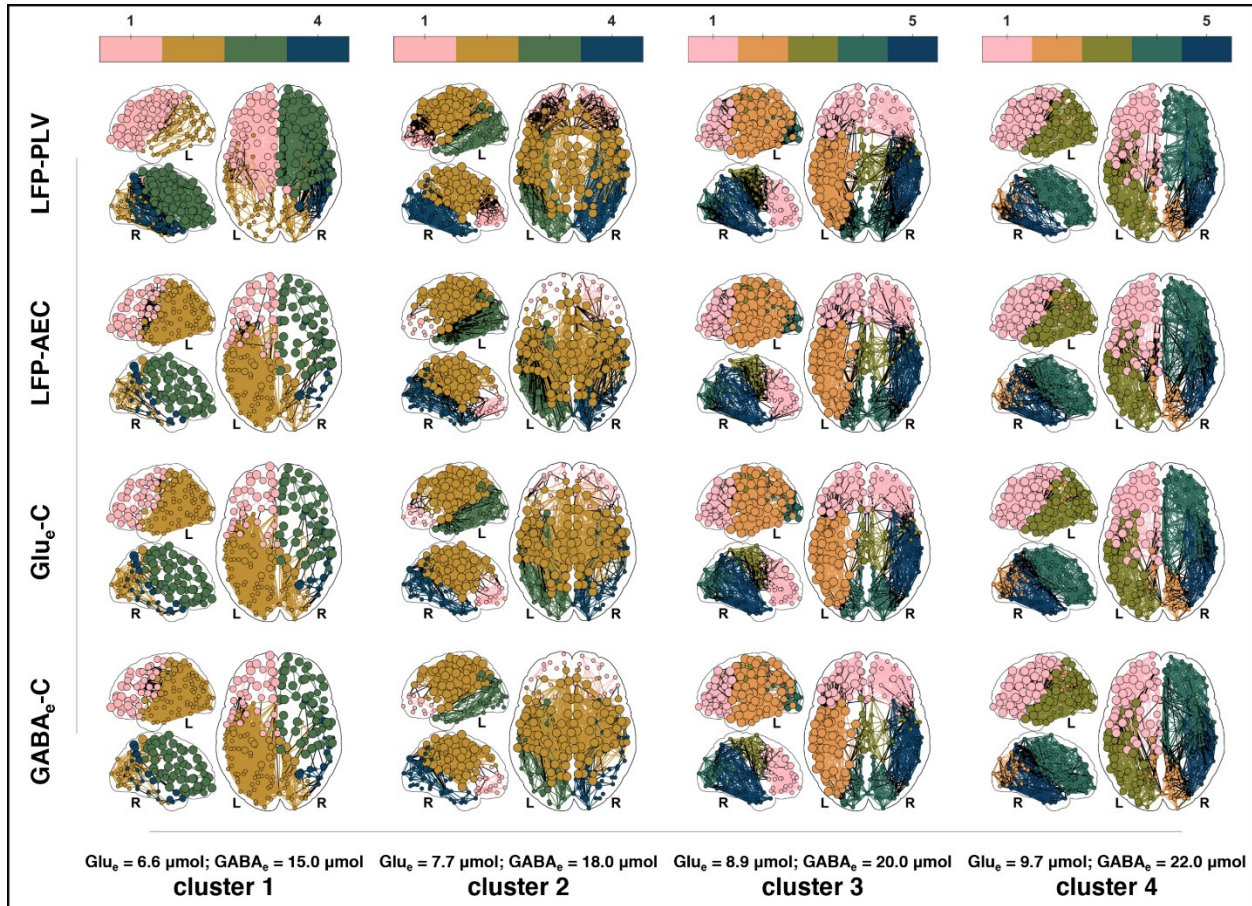 1 4 1 4 1 5 1 5
LFP-PLV
L
L
L
L
R L R R L R R L R R L R
LFP-AEC
L
L
L
L
R L R R L R R L R R L R
Gluₑ-C
L
L
L
L
R L R R L R R L R R L R
GABAₑ-C
L
L
L
L
R L R R L R R L R R L R
Gluₑ = 6.6 µmol; GABAₑ = 15.0 µmol Gluₑ = 7.7 µmol; GABAₑ = 18.0 µmol Gluₑ = 8.9 µmol; GABAₑ = 20.0 µmol Gluₑ = 9.7 µmol; GABAₑ = 22.0 µmol
cluster 1 cluster 2 cluster 3 cluster 4